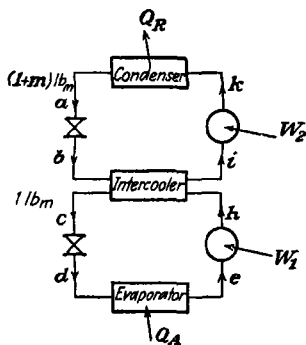 Q_R
(1+m) lb_m
Condenser
a
k
W_2
b
i
Intercooler
1 lb_m
c
h
W_1
d
e
Evaporator
Q_A